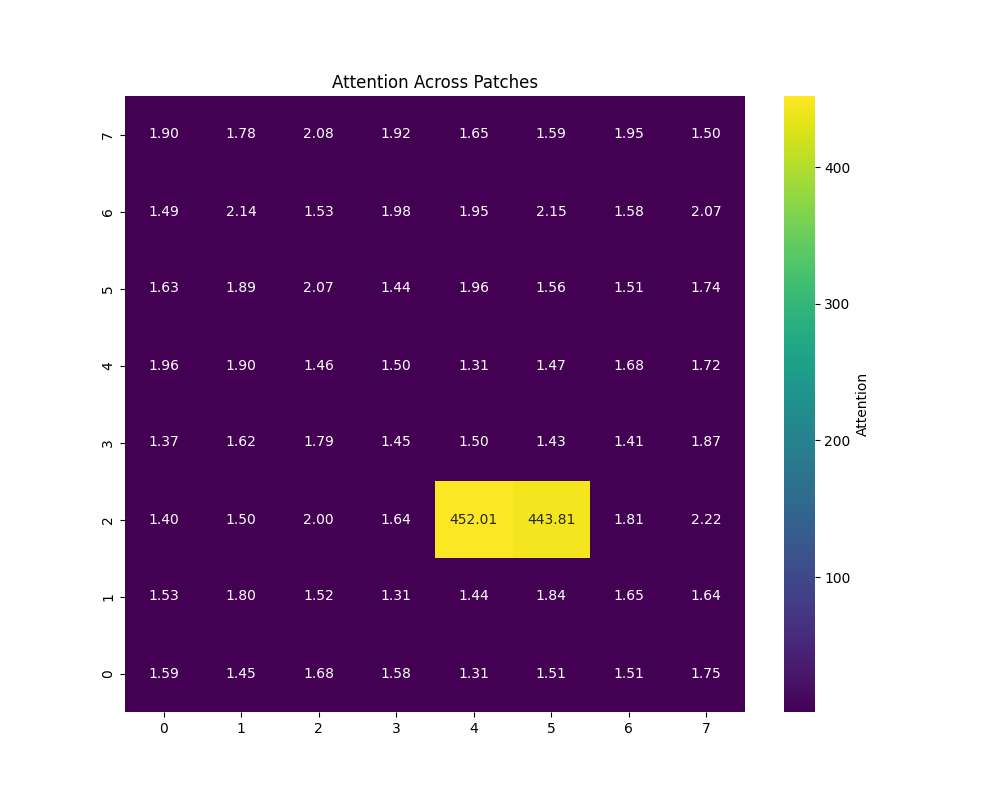 Attention Across Patches
7 1.90 1.78 2.08 1.92 1.65 1.59 1.95 1.50
6 1.49 2.14 1.53 1.98 1.95 2.15 1.58 2.07
5 1.63 1.89 2.07 1.44 1.96 1.56 1.51 1.74
4 1.96 1.90 1.46 1.50 1.31 1.47 1.68 1.72
3 1.37 1.62 1.79 1.45 1.50 1.43 1.41 1.87
2 1.40 1.50 2.00 1.64 452.01 443.81 1.81 2.22
1 1.53 1.80 1.52 1.31 1.44 1.84 1.65 1.64
0 1.59 1.45 1.68 1.58 1.31 1.51 1.51 1.75
0 1 2 3 4 5 6 7
400
300
200
100
Attention